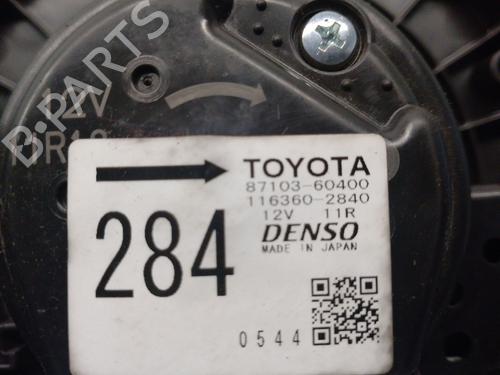 B-PARTS
TOYOTA
87103-60400
116360-2840
12V 11R
DENSO
MADE IN JAPAN
284
0544